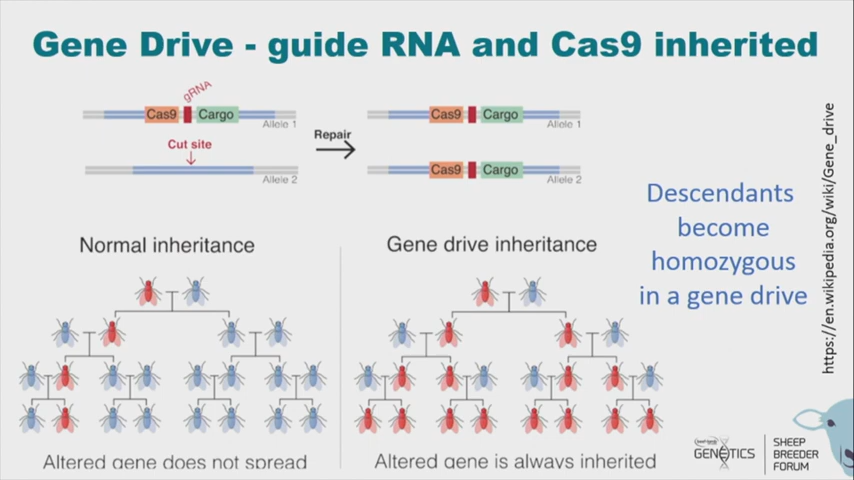 Gene Drive - guide RNA and Cas9 inherited
gRNA
Cas9 Cargo
Allele 1
Cut site
Allele 2
Repair
Cas9 Cargo
Allele 1
Cas9 Cargo
Allele 2
Descendants
become
homozygous
in a gene drive
https://en.wikipedia.org/wiki/Gene_drive
Normal inheritance
Gene drive inheritance
Altered gene does not spread
Altered gene is always inherited
GENETICS
SHEEP
BREEDER
FORUM